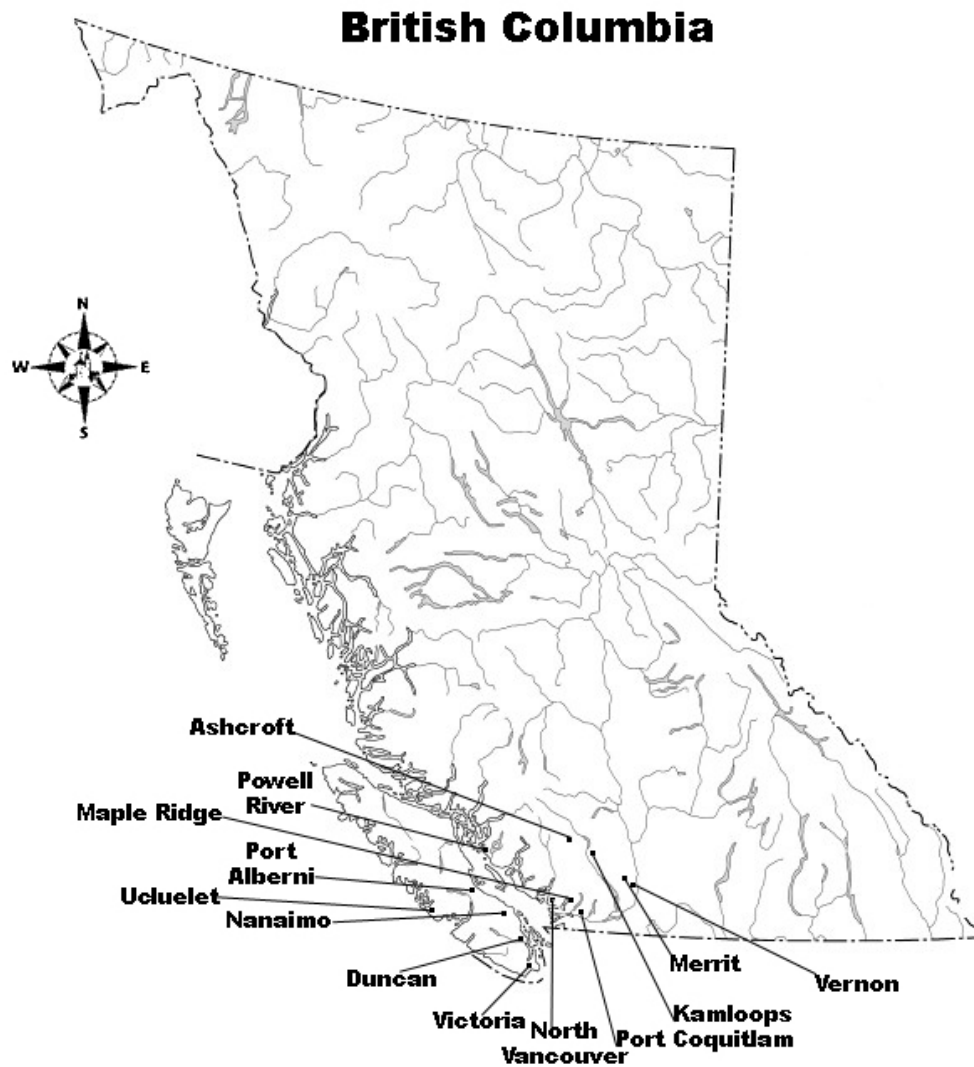 British Columbia
N
W
E
S
Ashcroft
Powell
River
Maple Ridge
Port
Alberni
Ucluelet
Nanaimo
Duncan
Victoria
North
Vancouver
Port Coquitlam
Kamloops
Merrit
Vernon